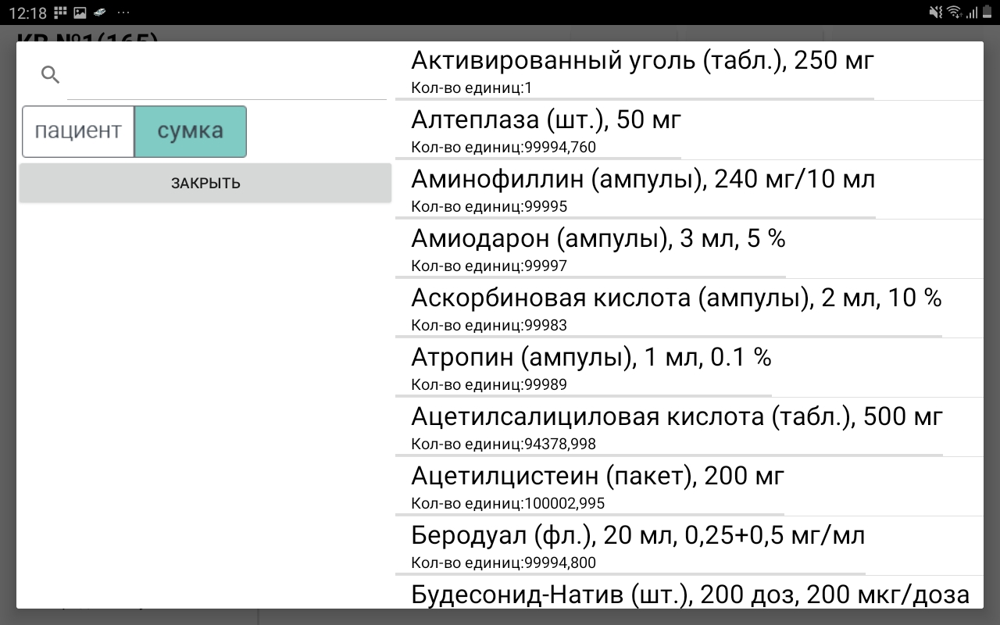 12:18
пациент
сумка
ЗАКРЫТЬ
Активированный уголь (табл.), 250 мг
Кол-во единиц:1
Алтеплаза (шт.), 50 мг
Кол-во единиц:99994,760
Аминофиллин (ампулы), 240 мг/10 мл
Кол-во единиц:99995
Амиодарон (ампулы), 3 мл, 5 %
Кол-во единиц:99997
Аскорбиновая кислота (ампулы), 2 мл, 10 %
Кол-во единиц:99983
Атропин (ампулы), 1 мл, 0.1 %
Кол-во единиц:99989
Ацетилсалициловая кислота (табл.), 500 мг
Кол-во единиц:94378,998
Ацетилцистеин (пакет), 200 мг
Кол-во единиц:100002,995
Беродуал (фл.), 20 мл, 0,25+0,5 мг/мл
Кол-во единиц:99994,800
Будесонид-Натив (шт.), 200 доз, 200 мкг/доза